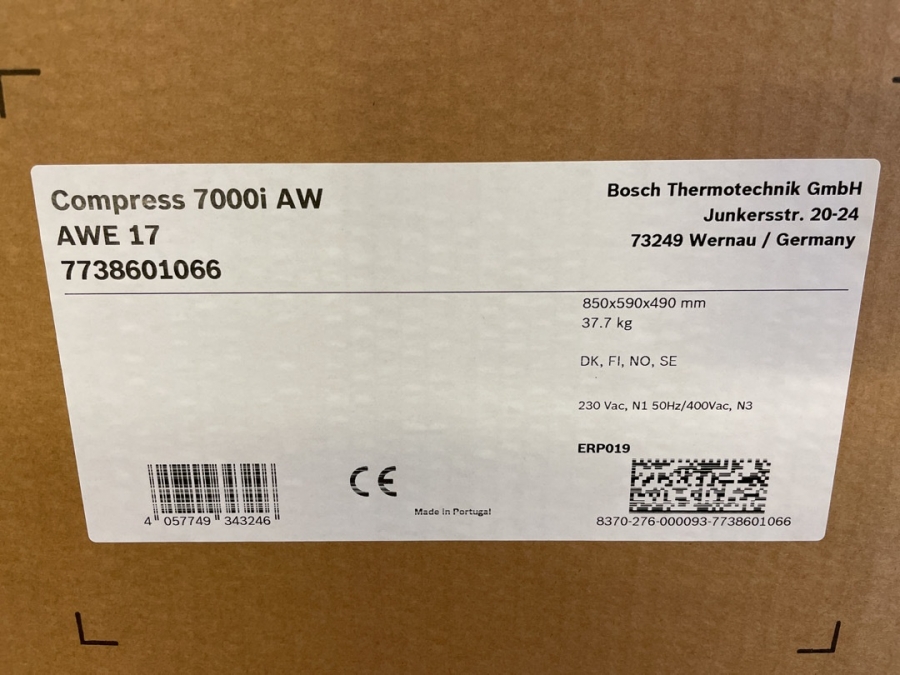 Compress 7000i AW
AWE 17
7738601066
Bosch Thermotechnik GmbH
Junkersstr. 20-24
73249 Wernau / Germany
850x590x490 mm
37.7 kg
DK, FI, NO, SE
230 Vac, N1 50Hz/400Vac, N3
ERP019
4 057749 343246
CE
Made in Portugal
8370-276-000093-7738601066